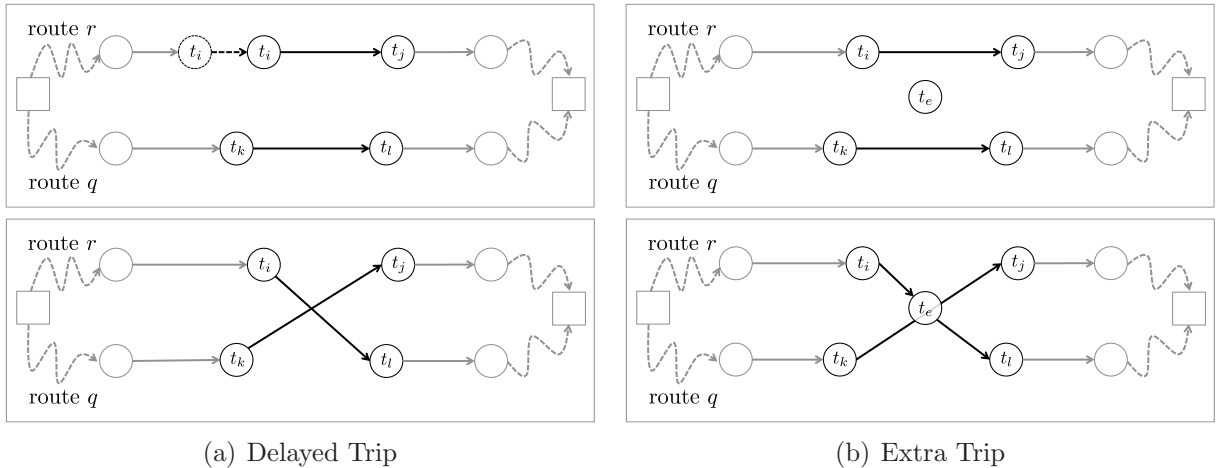 route r
t_i t_i t_j
t_k t_l
route q
route r
t_i t_j
t_e
t_k t_l
route q
route r
t_i t_j
t_k t_l
route q
route r
t_i t_j
t_e
t_k t_l
route q
(a) Delayed Trip
(b) Extra Trip